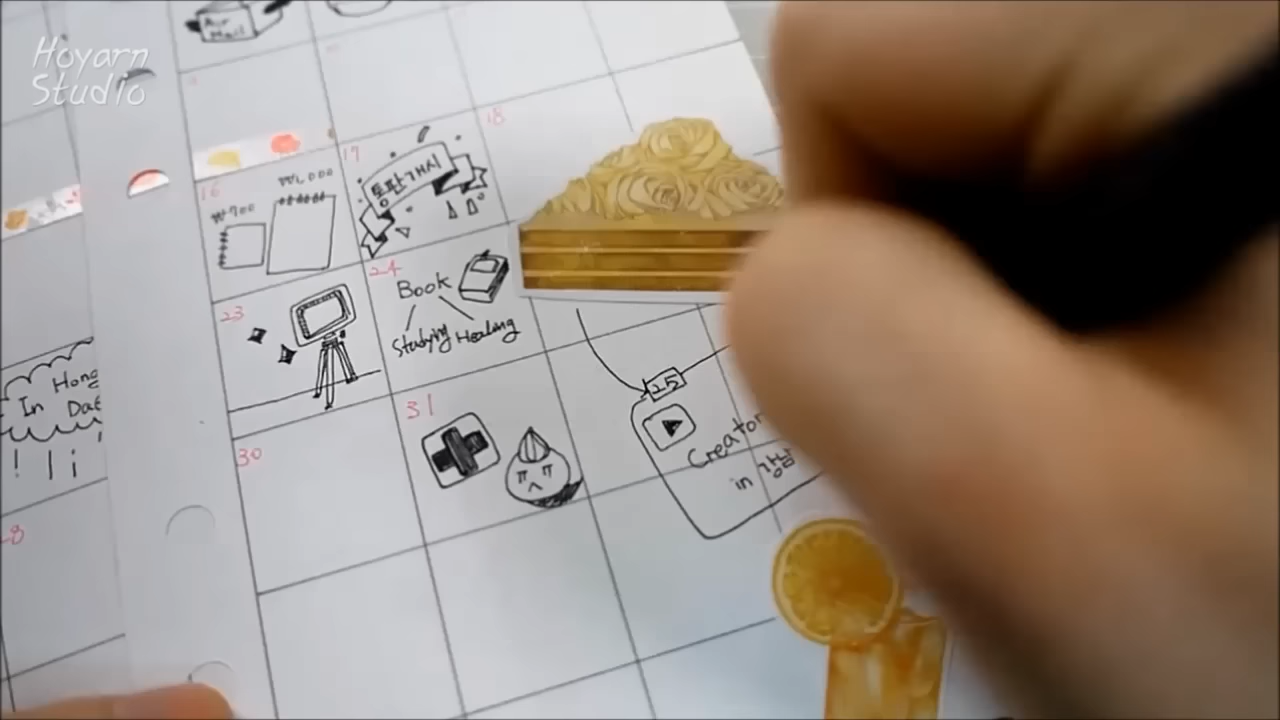 Hoyarn
Studio
Air
Mail
16
₩700
₩1,000
17
통판개시
18
23
24
Book
Studying Healing
25
Creator
in 강남
In Hong
Dae
! | ¡
30
31